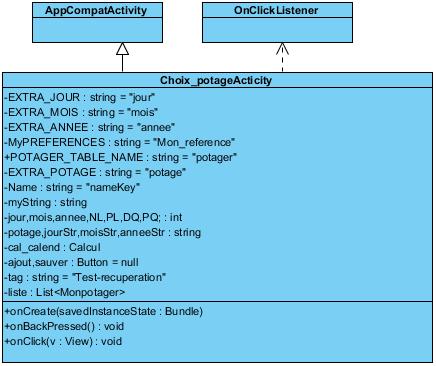 AppCompatActivity
OnClickListener
Choix_potageActicity
-EXTRA_JOUR : string = "jour"
-EXTRA_MOIS : string = "mois"
-EXTRA_ANNEE : string = "annee"
-MyPREFERENCES : string = "Mon_reference"
+POTAGER_TABLE_NAME : string = "potager"
-EXTRA_POTAGE : string = "potage"
-Name : string = "nameKey"
-myString : string
-jour,mois,annee,NL,PL,DQ,PQ; : int
-potage,jourStr,moisStr,anneeStr : string
-cal_calend : Calcul
-ajout,sauver : Button = null
-tag : string = "Test-recuperation"
-liste : List<Monpotager>
+onCreate(savedInstanceState : Bundle)
+onBackPressed() : void
+onClick(v : View) : void